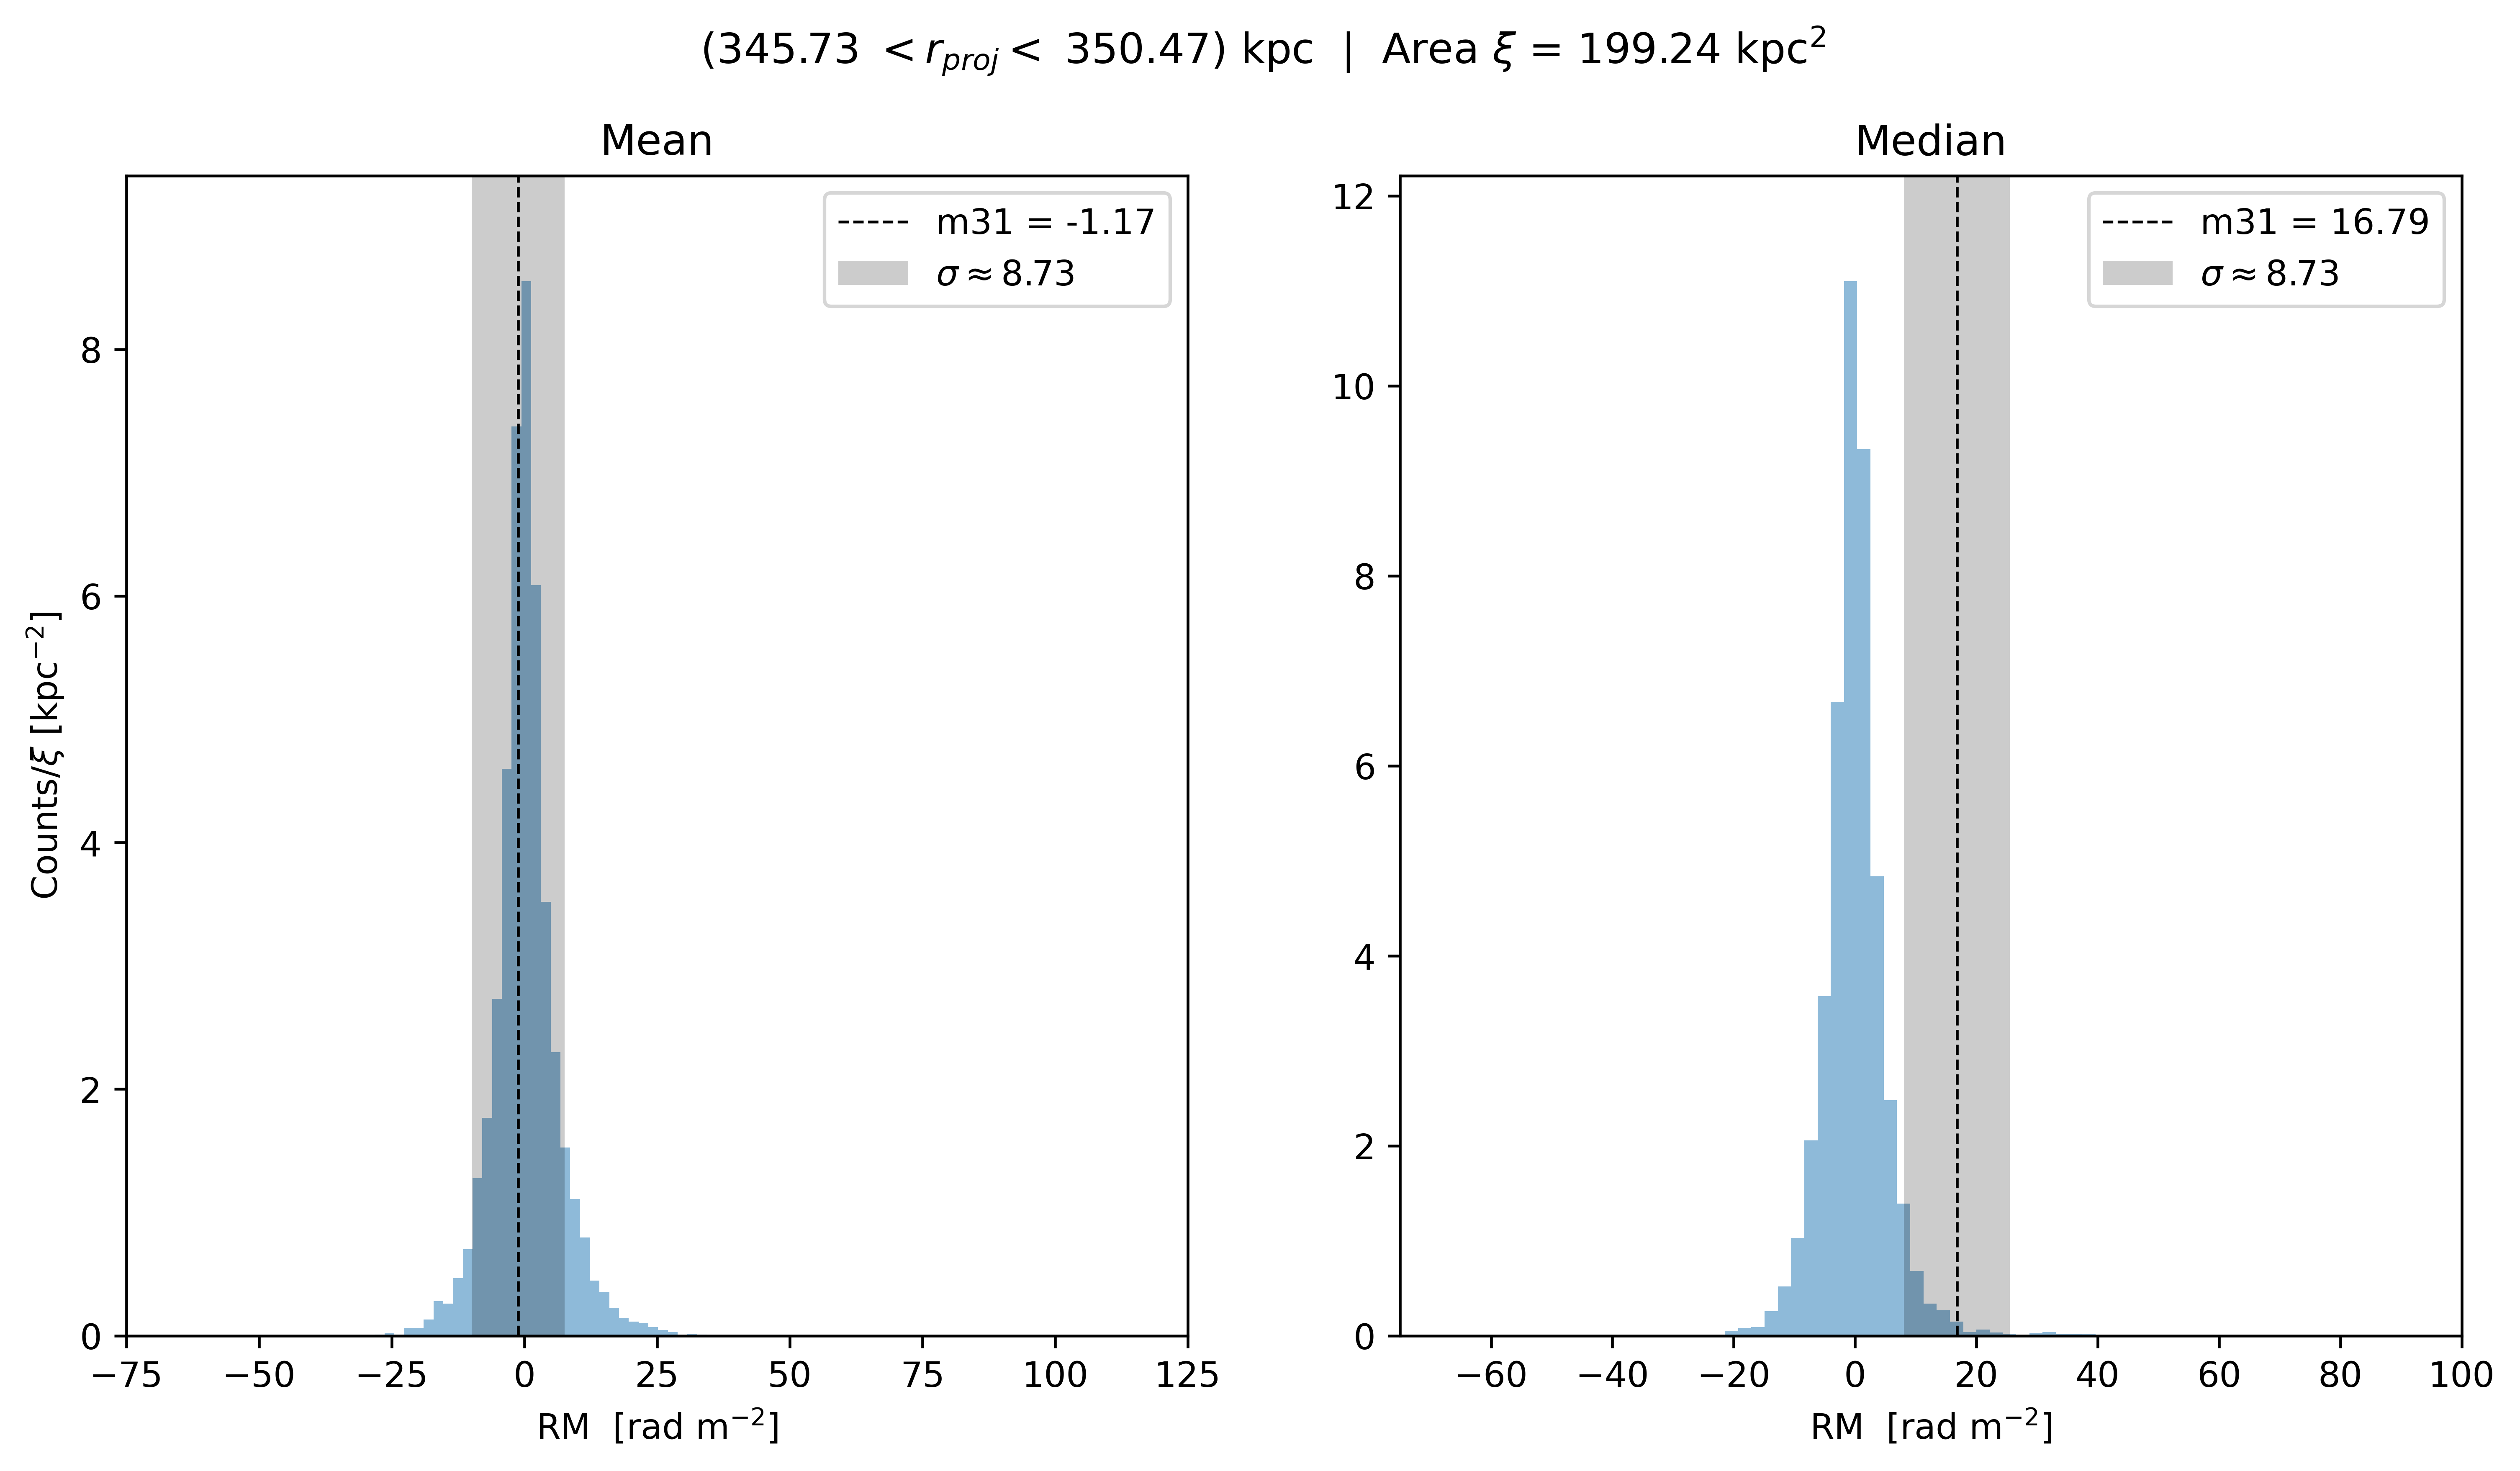 (345.73 < r_proj < 350.47) kpc | Area ξ = 199.24 kpc²
Mean
m31 = -1.17
σ ≈ 8.73
8
6
4
2
0
Counts/ξ [kpc⁻²]
−75 −50 −25 0 25 50 75 100 125
RM [rad m⁻²]
Median
m31 = 16.79
σ ≈ 8.73
12
10
8
6
4
2
0
−60 −40 −20 0 20 40 60 80 100
RM [rad m⁻²]